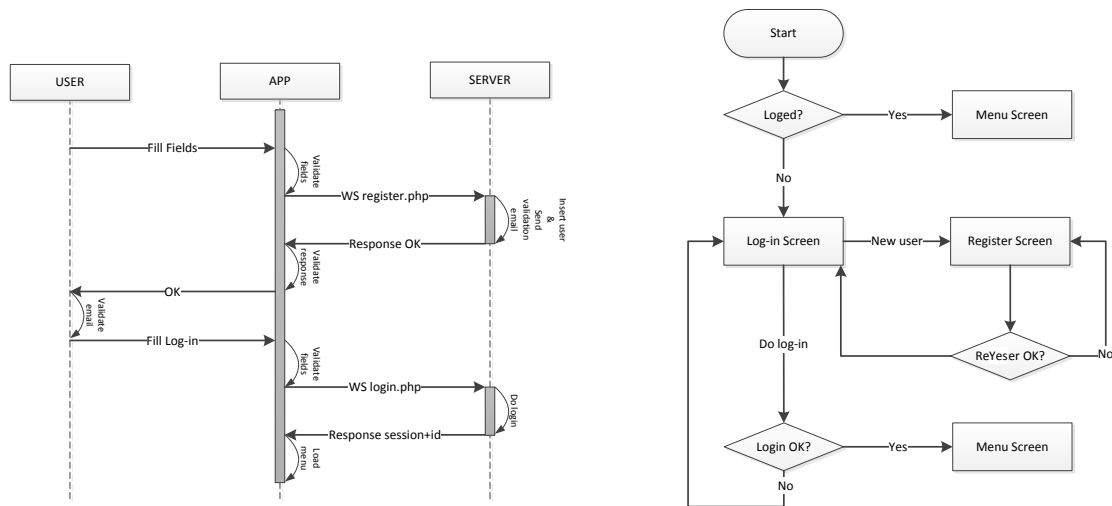 USER
APP
SERVER
Fill Fields
Validate
fields
WS register.php
Insert user
&
Send
validation
email
Response OK
Validate
response
OK
Validate
email
Fill Log-in
Validate
fields
WS login.php
Do login
Response session+id
Load
menu
Start
Loged?
Yes
Menu Screen
No
Log-in Screen
New user
Register Screen
Do log-in
ReYeser OK?
No
Login OK?
Yes
Menu Screen
No